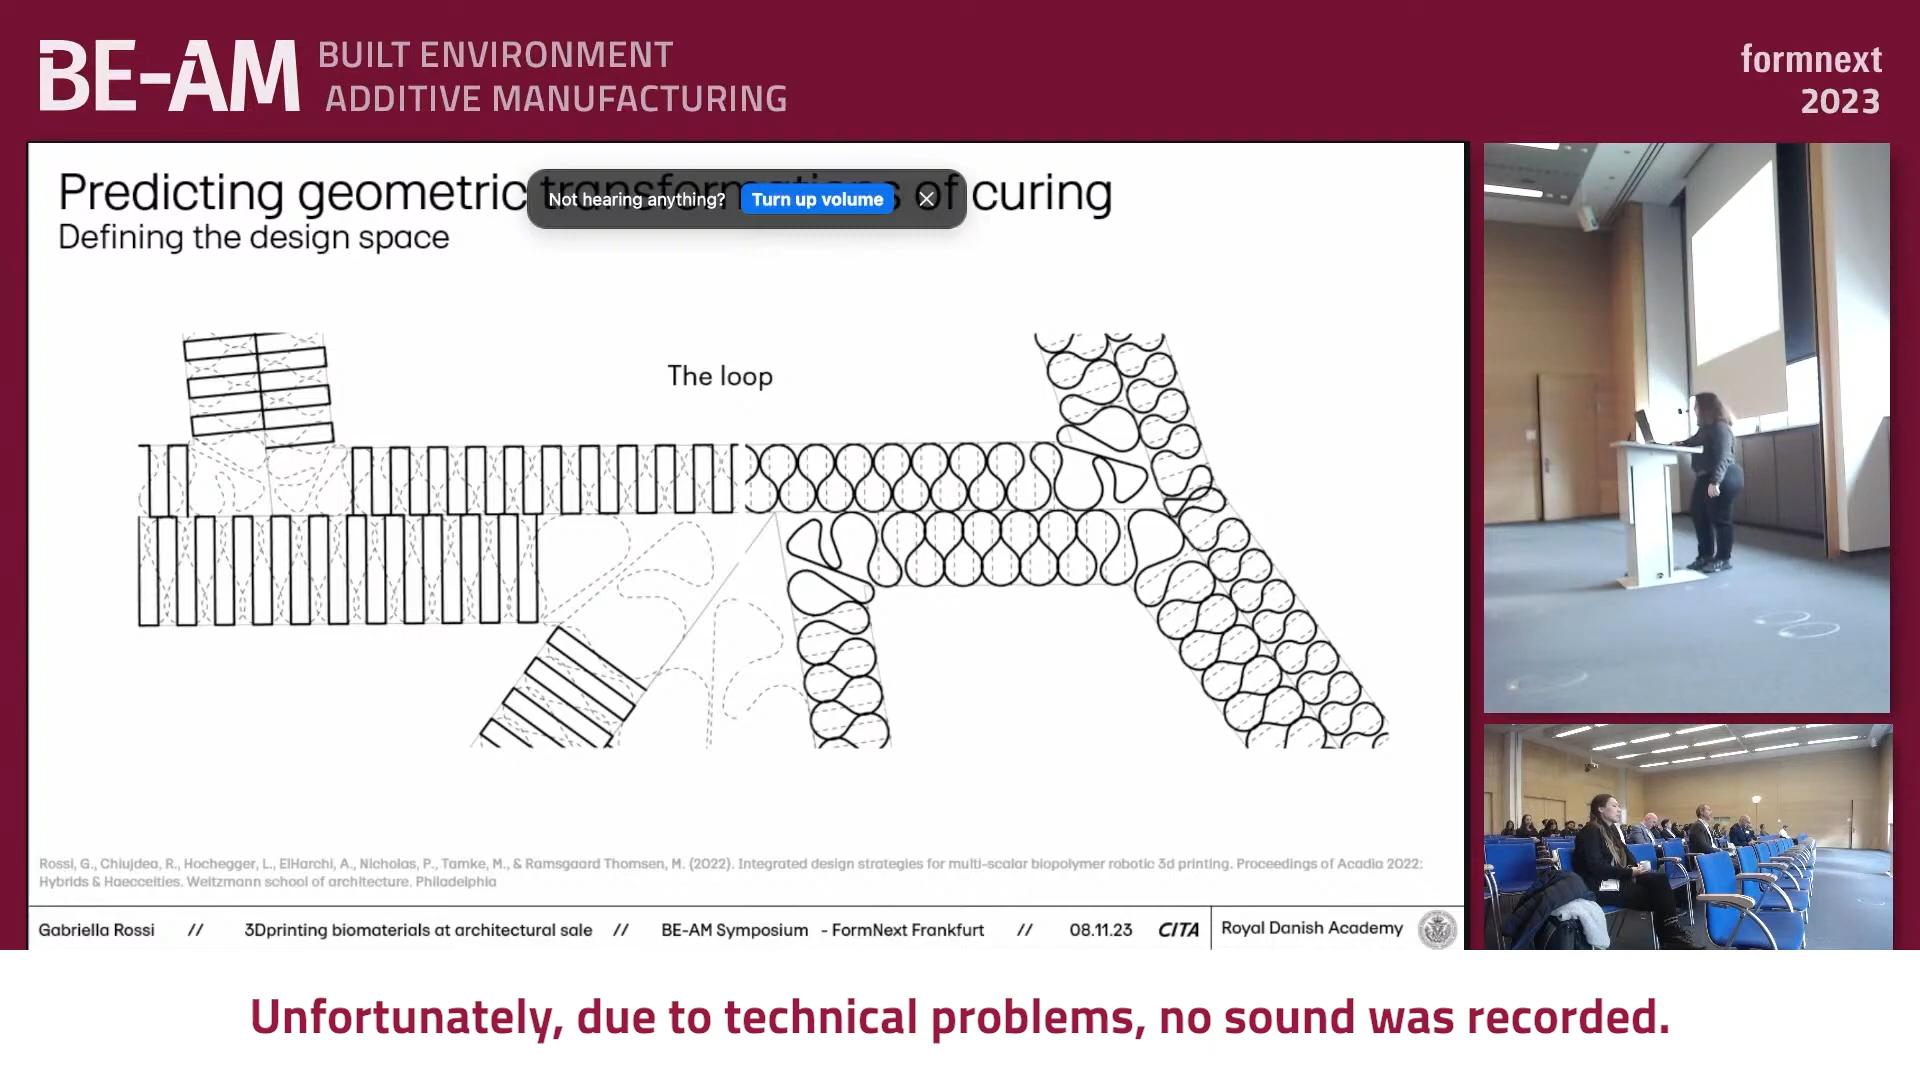 BE-AM BUILT ENVIRONMENT
ADDITIVE MANUFACTURING
formnext
2023
Predicting geometric transformations of curing
Not hearing anything? Turn up volume
Defining the design space
The loop
Rossi, G., Chiujdea, R., Hochegger, L., ElHarchi, A., Nicholas, P., Tamke, M., & Ramsgaard Thomsen, M. (2022). Integrated design strategies for multi-scalar biopolymer robotic 3d printing. Proceedings of Acadia 2022:
Hybrids & Haecceities. Weitzmann school of architecture. Philadelphia
Gabriella Rossi // 3Dprinting biomaterials at architectural sale // BE-AM Symposium - FormNext Frankfurt // 08.11.23 CITA Royal Danish Academy
Unfortunately, due to technical problems, no sound was recorded.